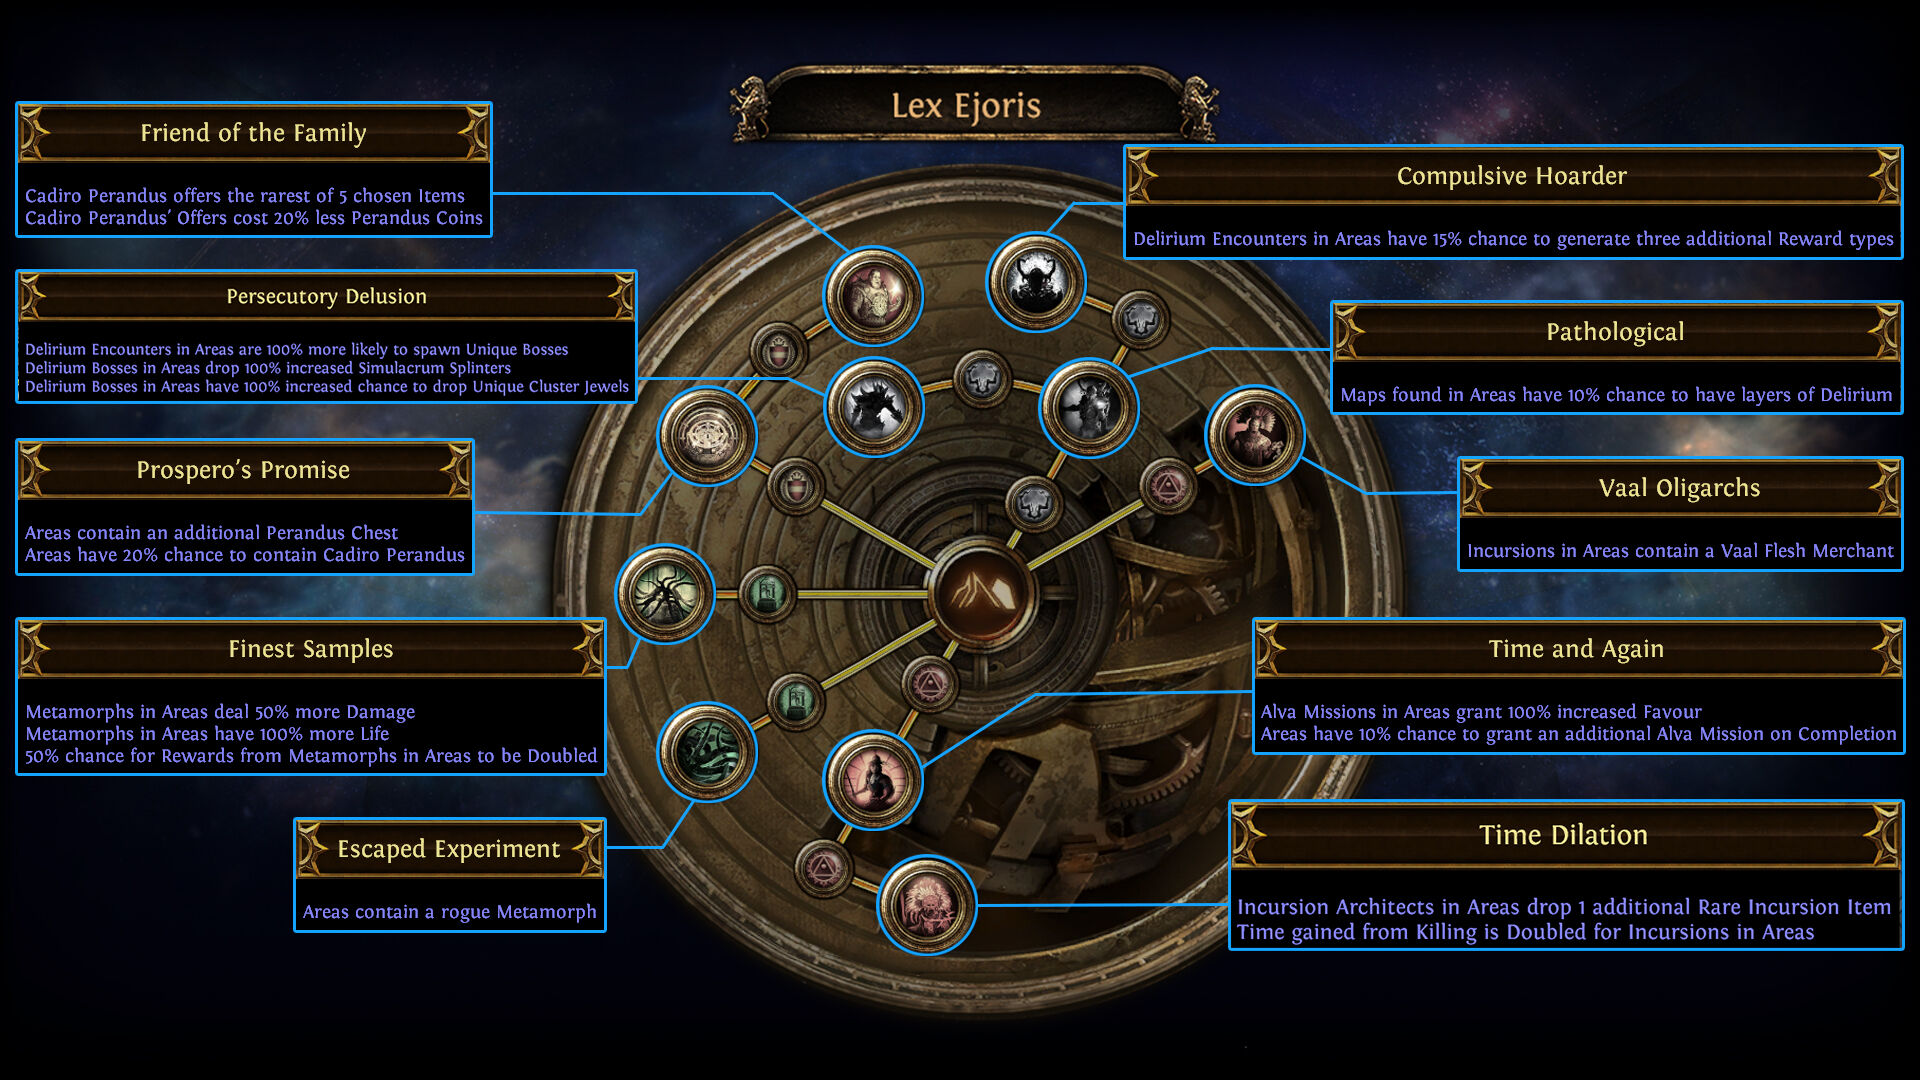 Lex Ejoris
Friend of the Family
Cadiro Perandus offers the rarest of 5 chosen Items
Cadiro Perandus' Offers cost 20% less Perandus Coins
Persecutory Delusion
Delirium Encounters in Areas are 100% more likely to spawn Unique Bosses
Delirium Bosses in Areas drop 100% increased Simulacrum Splinters
Delirium Bosses in Areas have 100% increased chance to drop Unique Cluster Jewels
Prospero's Promise
Areas contain an additional Perandus Chest
Areas have 20% chance to contain Cadiro Perandus
Finest Samples
Metamorphs in Areas deal 50% more Damage
Metamorphs in Areas have 100% more Life
50% chance for Rewards from Metamorphs in Areas to be Doubled
Escaped Experiment
Areas contain a rogue Metamorph
Compulsive Hoarder
Delirium Encounters in Areas have 15% chance to generate three additional Reward types
Pathological
Maps found in Areas have 10% chance to have layers of Delirium
Vaal Oligarchs
Incursions in Areas contain a Vaal Flesh Merchant
Time and Again
Alva Missions in Areas grant 100% increased Favour
Areas have 10% chance to grant an additional Alva Mission on Completion
Time Dilation
Incursion Architects in Areas drop 1 additional Rare Incursion Item
Time gained from Killing is Doubled for Incursions in Areas